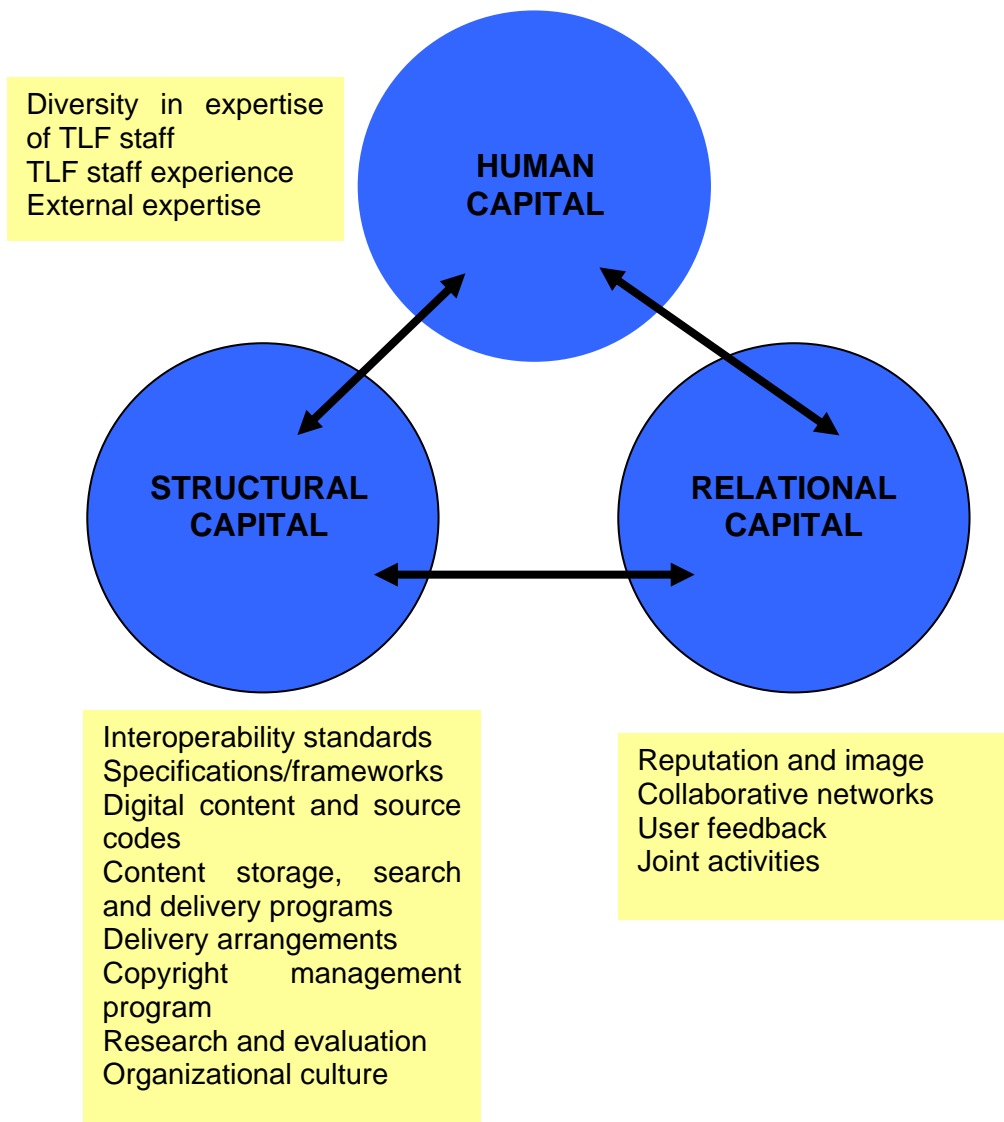 Diversity in expertise
of TLF staff
TLF staff experience
External expertise
HUMAN
CAPITAL
STRUCTURAL
CAPITAL
RELATIONAL
CAPITAL
Interoperability standards
Specifications/frameworks
Digital content and source
codes
Content storage, search
and delivery programs
Delivery arrangements
Copyright management
program
Research and evaluation
Organizational culture
Reputation and image
Collaborative networks
User feedback
Joint activities